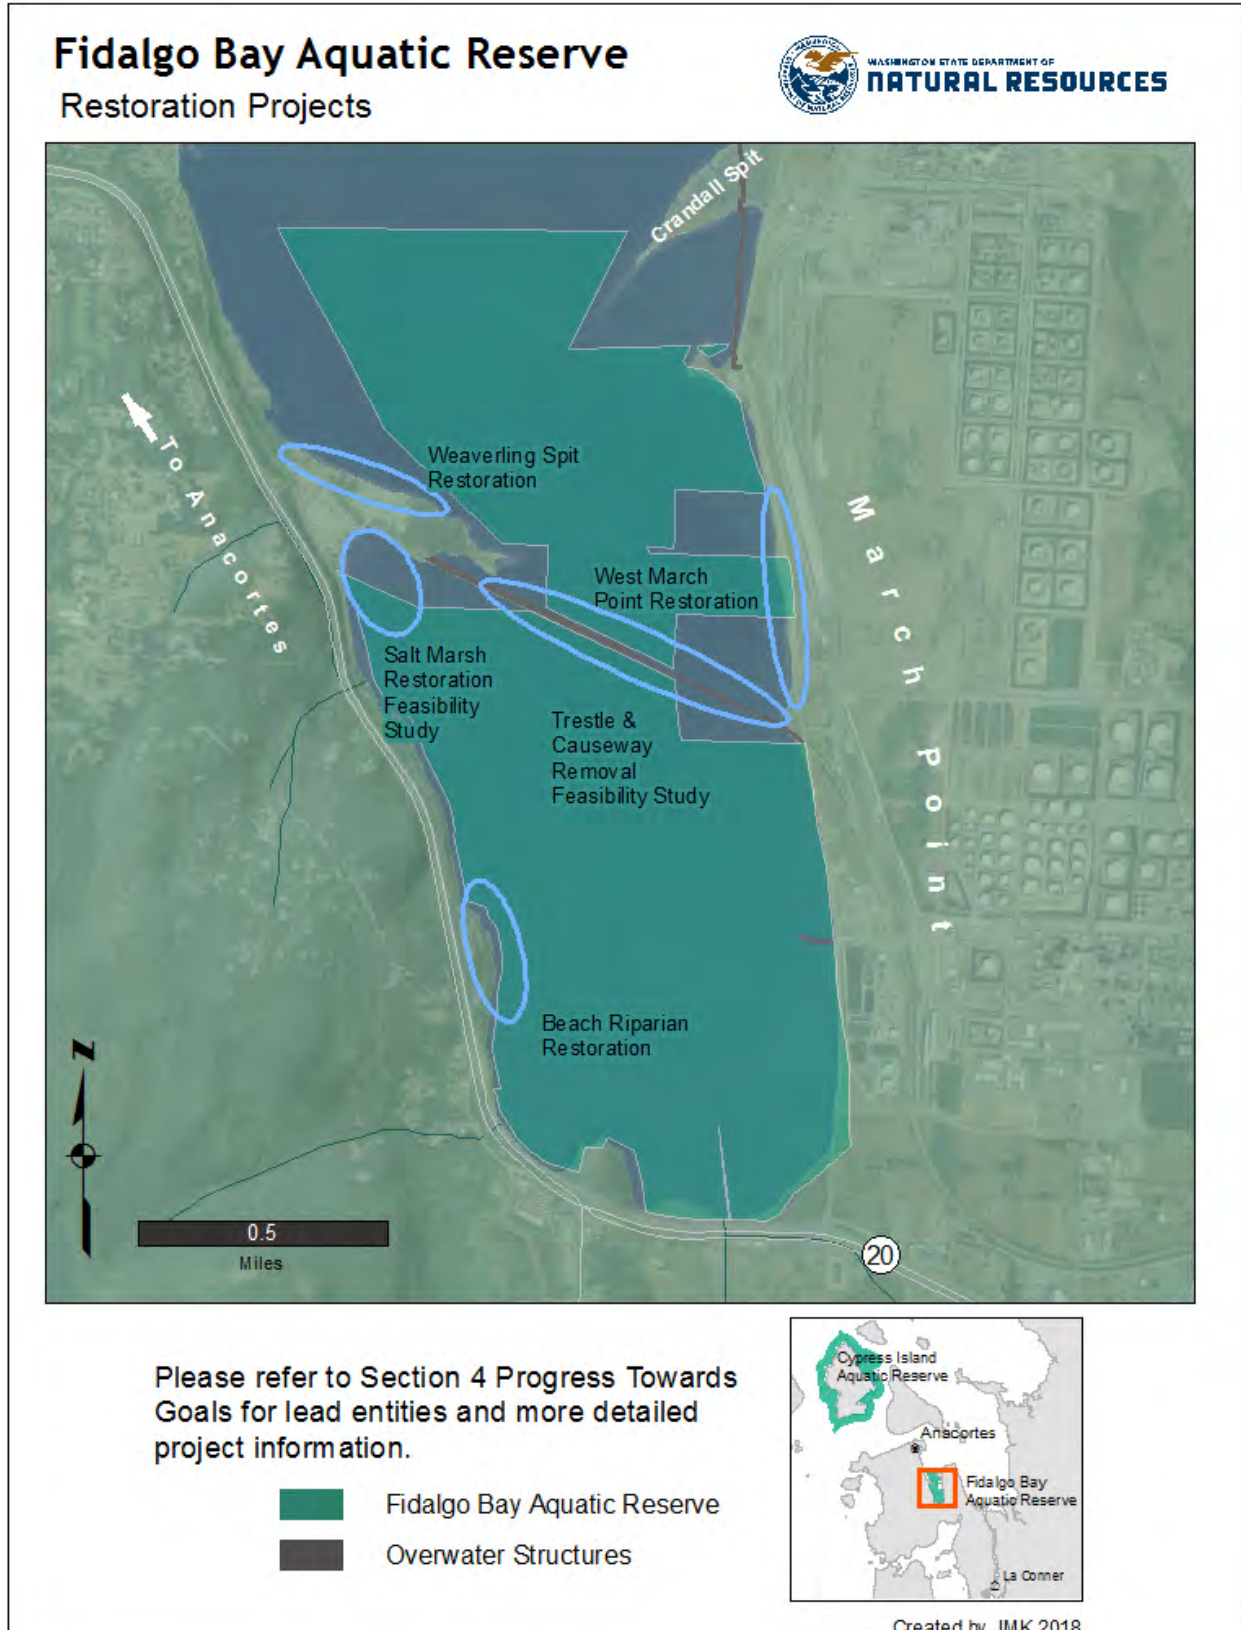 Fidalgo Bay Aquatic Reserve
Restoration Projects
WASHINGTON STATE DEPARTMENT OF
NATURAL RESOURCES
Crandall Spit
To Anacortes
Weaverling Spit
Restoration
March Point
West March
Point Restoration
Salt Marsh
Restoration
Feasibility
Study
Trestle &
Causeway
Removal
Feasibility Study
Beach Riparian
Restoration
N
0.5
Miles
20
Please refer to Section 4 Progress Towards
Goals for lead entities and more detailed
project information.
Fidalgo Bay Aquatic Reserve
Overwater Structures
Cypress Island
Aquatic Reserve
Anacortes
Fidalgo Bay
Aquatic Reserve
La Conner
Created by JMK 2018